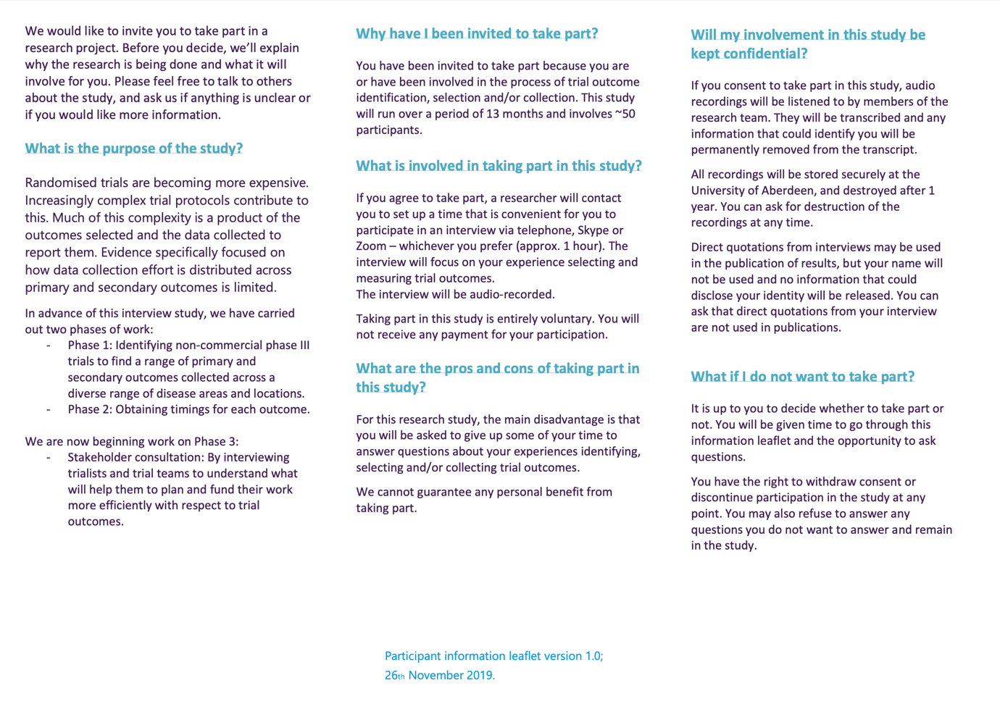 We would like to invite you to take part in a
research project. Before you decide, we’ll explain
why the research is being done and what it will
involve for you. Please feel free to talk to others
about the study, and ask us if anything is unclear or
if you would like more information.
What is the purpose of the study?
Randomised trials are becoming more expensive.
Increasingly complex trial protocols contribute to
this. Much of this complexity is a product of the
outcomes selected and the data collected to
report them. Evidence specifically focused on
how data collection effort is distributed across
primary and secondary outcomes is limited.
In advance of this interview study, we have carried
out two phases of work:
- Phase 1: Identifying non-commercial phase III
trials to find a range of primary and
secondary outcomes collected across a
diverse range of disease areas and locations.
- Phase 2: Obtaining timings for each outcome.
We are now beginning work on Phase 3:
- Stakeholder consultation: By interviewing
trialists and trial teams to understand what
will help them to plan and fund their work
more efficiently with respect to trial
outcomes.
Why have I been invited to take part?
You have been invited to take part because you are
or have been involved in the process of trial outcome
identification, selection and/or collection. This study
will run over a period of 13 months and involves ~50
participants.
What is involved in taking part in this study?
If you agree to take part, a researcher will contact
you to set up a time that is convenient for you to
participate in an interview via telephone, Skype or
Zoom – whichever you prefer (approx. 1 hour). The
interview will focus on your experience selecting and
measuring trial outcomes.
The interview will be audio-recorded.
Taking part in this study is entirely voluntary. You will
not receive any payment for your participation.
What are the pros and cons of taking part in
this study?
For this research study, the main disadvantage is that
you will be asked to give up some of your time to
answer questions about your experiences identifying,
selecting and/or collecting trial outcomes.
We cannot guarantee any personal benefit from
taking part.
Will my involvement in this study be
kept confidential?
If you consent to take part in this study, audio
recordings will be listened to by members of the
research team. They will be transcribed and any
information that could identify you will be
permanently removed from the transcript.
All recordings will be stored securely at the
University of Aberdeen, and destroyed after 1
year. You can ask for destruction of the
recordings at any time.
Direct quotations from interviews may be used
in the publication of results, but your name will
not be used and no information that could
disclose your identity will be released. You can
ask that direct quotations from your interview
are not used in publications.
What if I do not want to take part?
It is up to you to decide whether to take part or
not. You will be given time to go through this
information leaflet and the opportunity to ask
questions.
You have the right to withdraw consent or
discontinue participation in the study at any
point. You may also refuse to answer any
questions you do not want to answer and remain
in the study.
Participant information leaflet version 1.0;
26th November 2019.